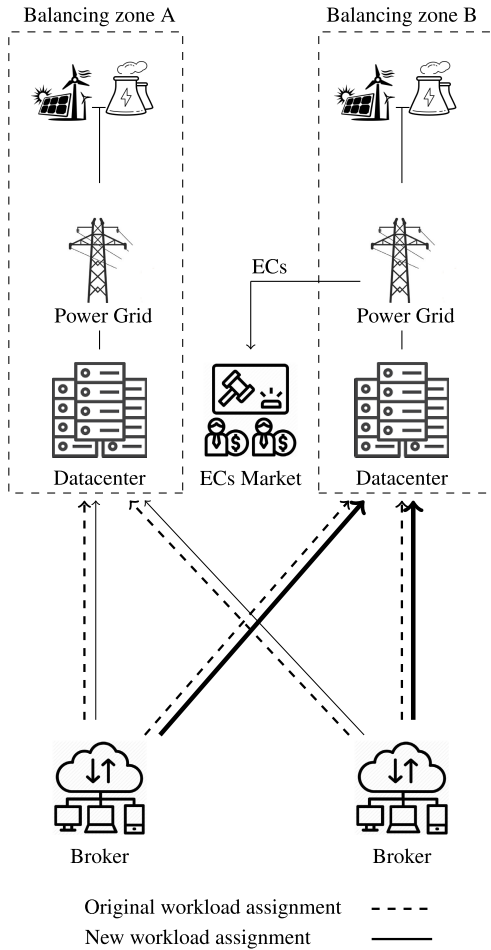 Balancing zone A
Balancing zone B
ECs
Power Grid
Power Grid
Datacenter
ECs Market
Datacenter
Broker
Broker
Original workload assignment
New workload assignment